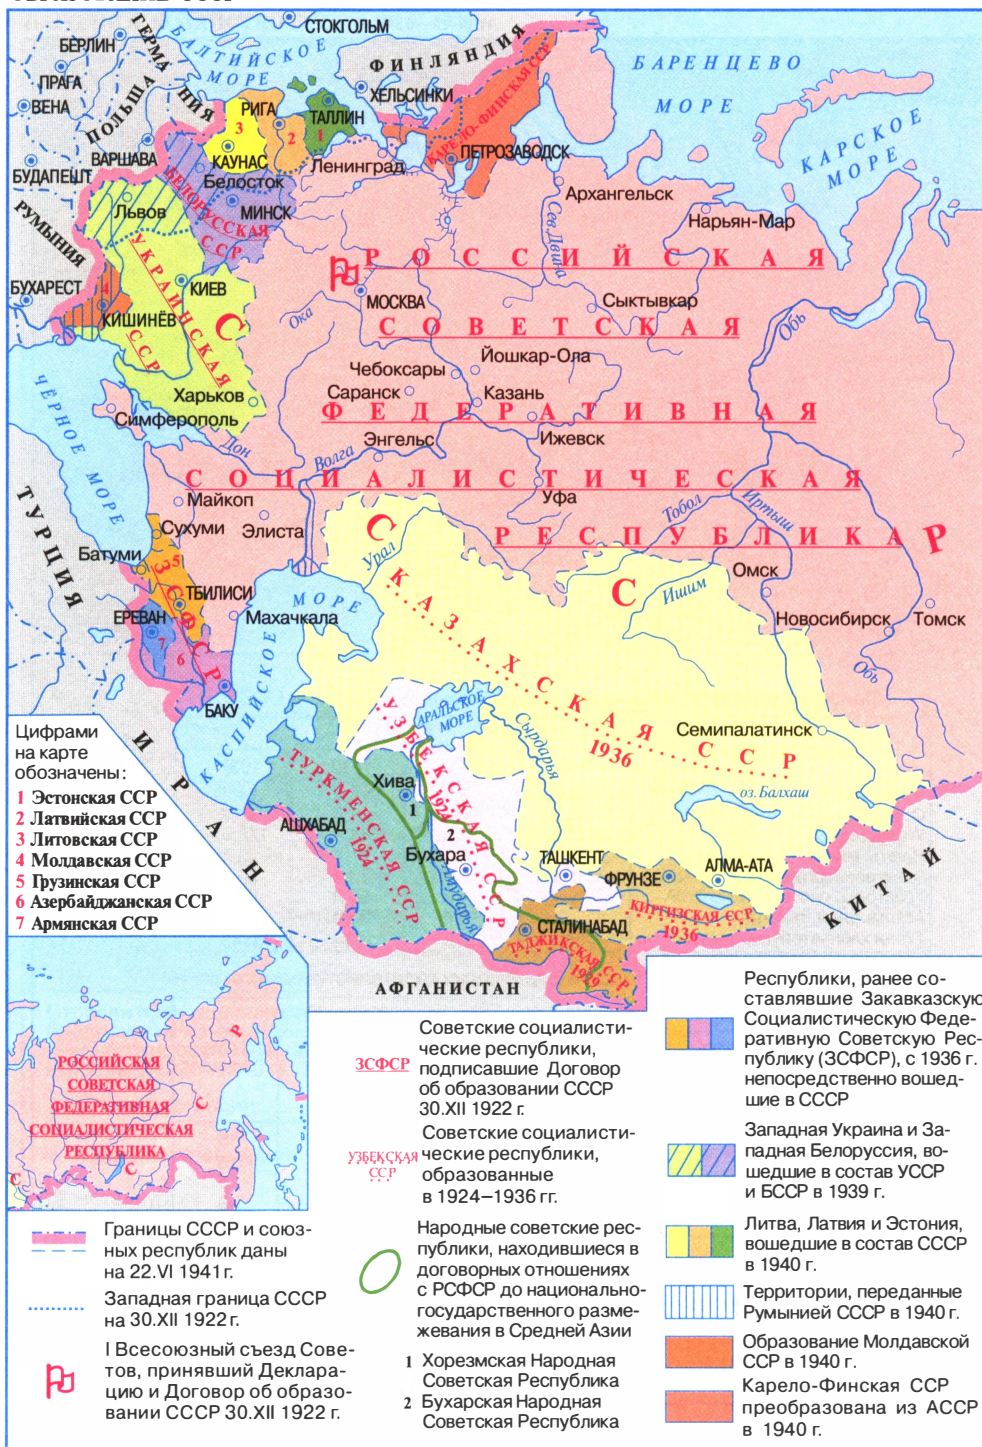 СТОКГОЛЬМ
БЕРЛИН
ГЕРМАНИЯ
БАЛТИЙСКОЕ
МОРЕ
ФИНЛЯНДИЯ
БАРЕНЦЕВО
МОРЕ
ПРАГА
ПОЛЬША
ХЕЛЬСИНКИ
КАРЕЛО-ФИНСКАЯ ССР
КАРСКОЕ
МОРЕ
ВЕНА
РИГА
ТАЛЛИН
3
2
1
ВАРШАВА
КАУНАС
Ленинград
ПЕТРОЗАВОДСК
БУДАПЕШТ
Белосток
Архангельск
Львов
БЕЛОРУССКАЯ
ССР
МИНСК
Сев.Двина
Нарьян-Мар
РУМЫНИЯ
УКРАИНСКАЯ
ССР
РОССИЙСКАЯ
БУХАРЕСТ
4
КИЕВ
МОСКВА
Сыктывкар
КИШИНЁВ
С
Ока
СОВЕТСКАЯ
Обь
Йошкар-Ола
Чебоксары
ЧЁРНОЕ МОРЕ
Харьков
Саранск
Казань
Симферополь
ФЕДЕРАТИВНАЯ
Дон
Волга
Энгельс
Ижевск
СОЦИАЛИСТИЧЕСКАЯ
ТУРЦИЯ
Майкоп
Уфа
Тобол
Иртыш
Сухуми
Элиста
С
РЕСПУБЛИКА
Р
Батуми
Урал
5
ЗСФСР
ТБИЛИСИ
Омск
С
Ишим
ЕРЕВАН
Махачкала
Новосибирск
Томск
7
6
КАСПИЙСКОЕ
МОРЕ
КАЗАХСКАЯ ССР
1936
Обь
БАКУ
АРАЛЬСКОЕ
МОРЕ
Сырдарья
Семипалатинск
ИРАН
УЗБЕКСКАЯ ССР
1924
оз.Балхаш
ТУРКМЕНСКАЯ ССР
1924
Хива
1
АШХАБАД
2
Бухара
Амударья
ТАШКЕНТ
ФРУНЗЕ
АЛМА-АТА
КИРГИЗСКАЯ ССР
1936
КИТАЙ
СТАЛИНАБАД
ТАДЖИКСКАЯ ССР
1929
АФГАНИСТАН
Цифрами
на карте
обозначены:
1 Эстонская ССР
2 Латвийская ССР
3 Литовская ССР
4 Молдавская ССР
5 Грузинская ССР
6 Азербайджанская ССР
7 Армянская ССР
РОССИЙСКАЯ
СОВЕТСКАЯ
ФЕДЕРАТИВНАЯ
СОЦИАЛИСТИЧЕСКАЯ
РЕСПУБЛИКА
Р
С
С
С
Границы СССР и союз-
ных республик даны
на 22.VI 1941 г.
Западная граница СССР
на 30.XII 1922 г.
I Всесоюзный съезд Сове-
тов, принявший Деклара-
цию и Договор об образо-
вании СССР 30.XII 1922 г.
ЗСФСР
Советские социалисти-
ческие республики,
подписавшие Договор
об образовании СССР
30.XII 1922 г.
УЗБЕКСКАЯ
ССР
Советские социалисти-
ческие республики,
образованные
в 1924–1936 гг.
Народные советские рес-
публики, находившиеся в
договорных отношениях
с РСФСР до национально-
государственного разме-
жевания в Средней Азии
1 Хорезмская Народная
Советская Республика
2 Бухарская Народная
Советская Республика
Республики, ранее со-
ставлявшие Закавказскую
Социалистическую Феде-
ративную Советскую Рес-
публику (ЗСФСР), с 1936 г.
непосредственно вошед-
шие в СССР
Западная Украина и За-
падная Белоруссия, во-
шедшие в состав УССР
и БССР в 1939 г.
Литва, Латвия и Эстония,
вошедшие в состав СССР
в 1940 г.
Территории, переданные
Румынией СССР в 1940 г.
Образование Молдавской
ССР в 1940 г.
Карело-Финская ССР
преобразована из АССР
в 1940 г.